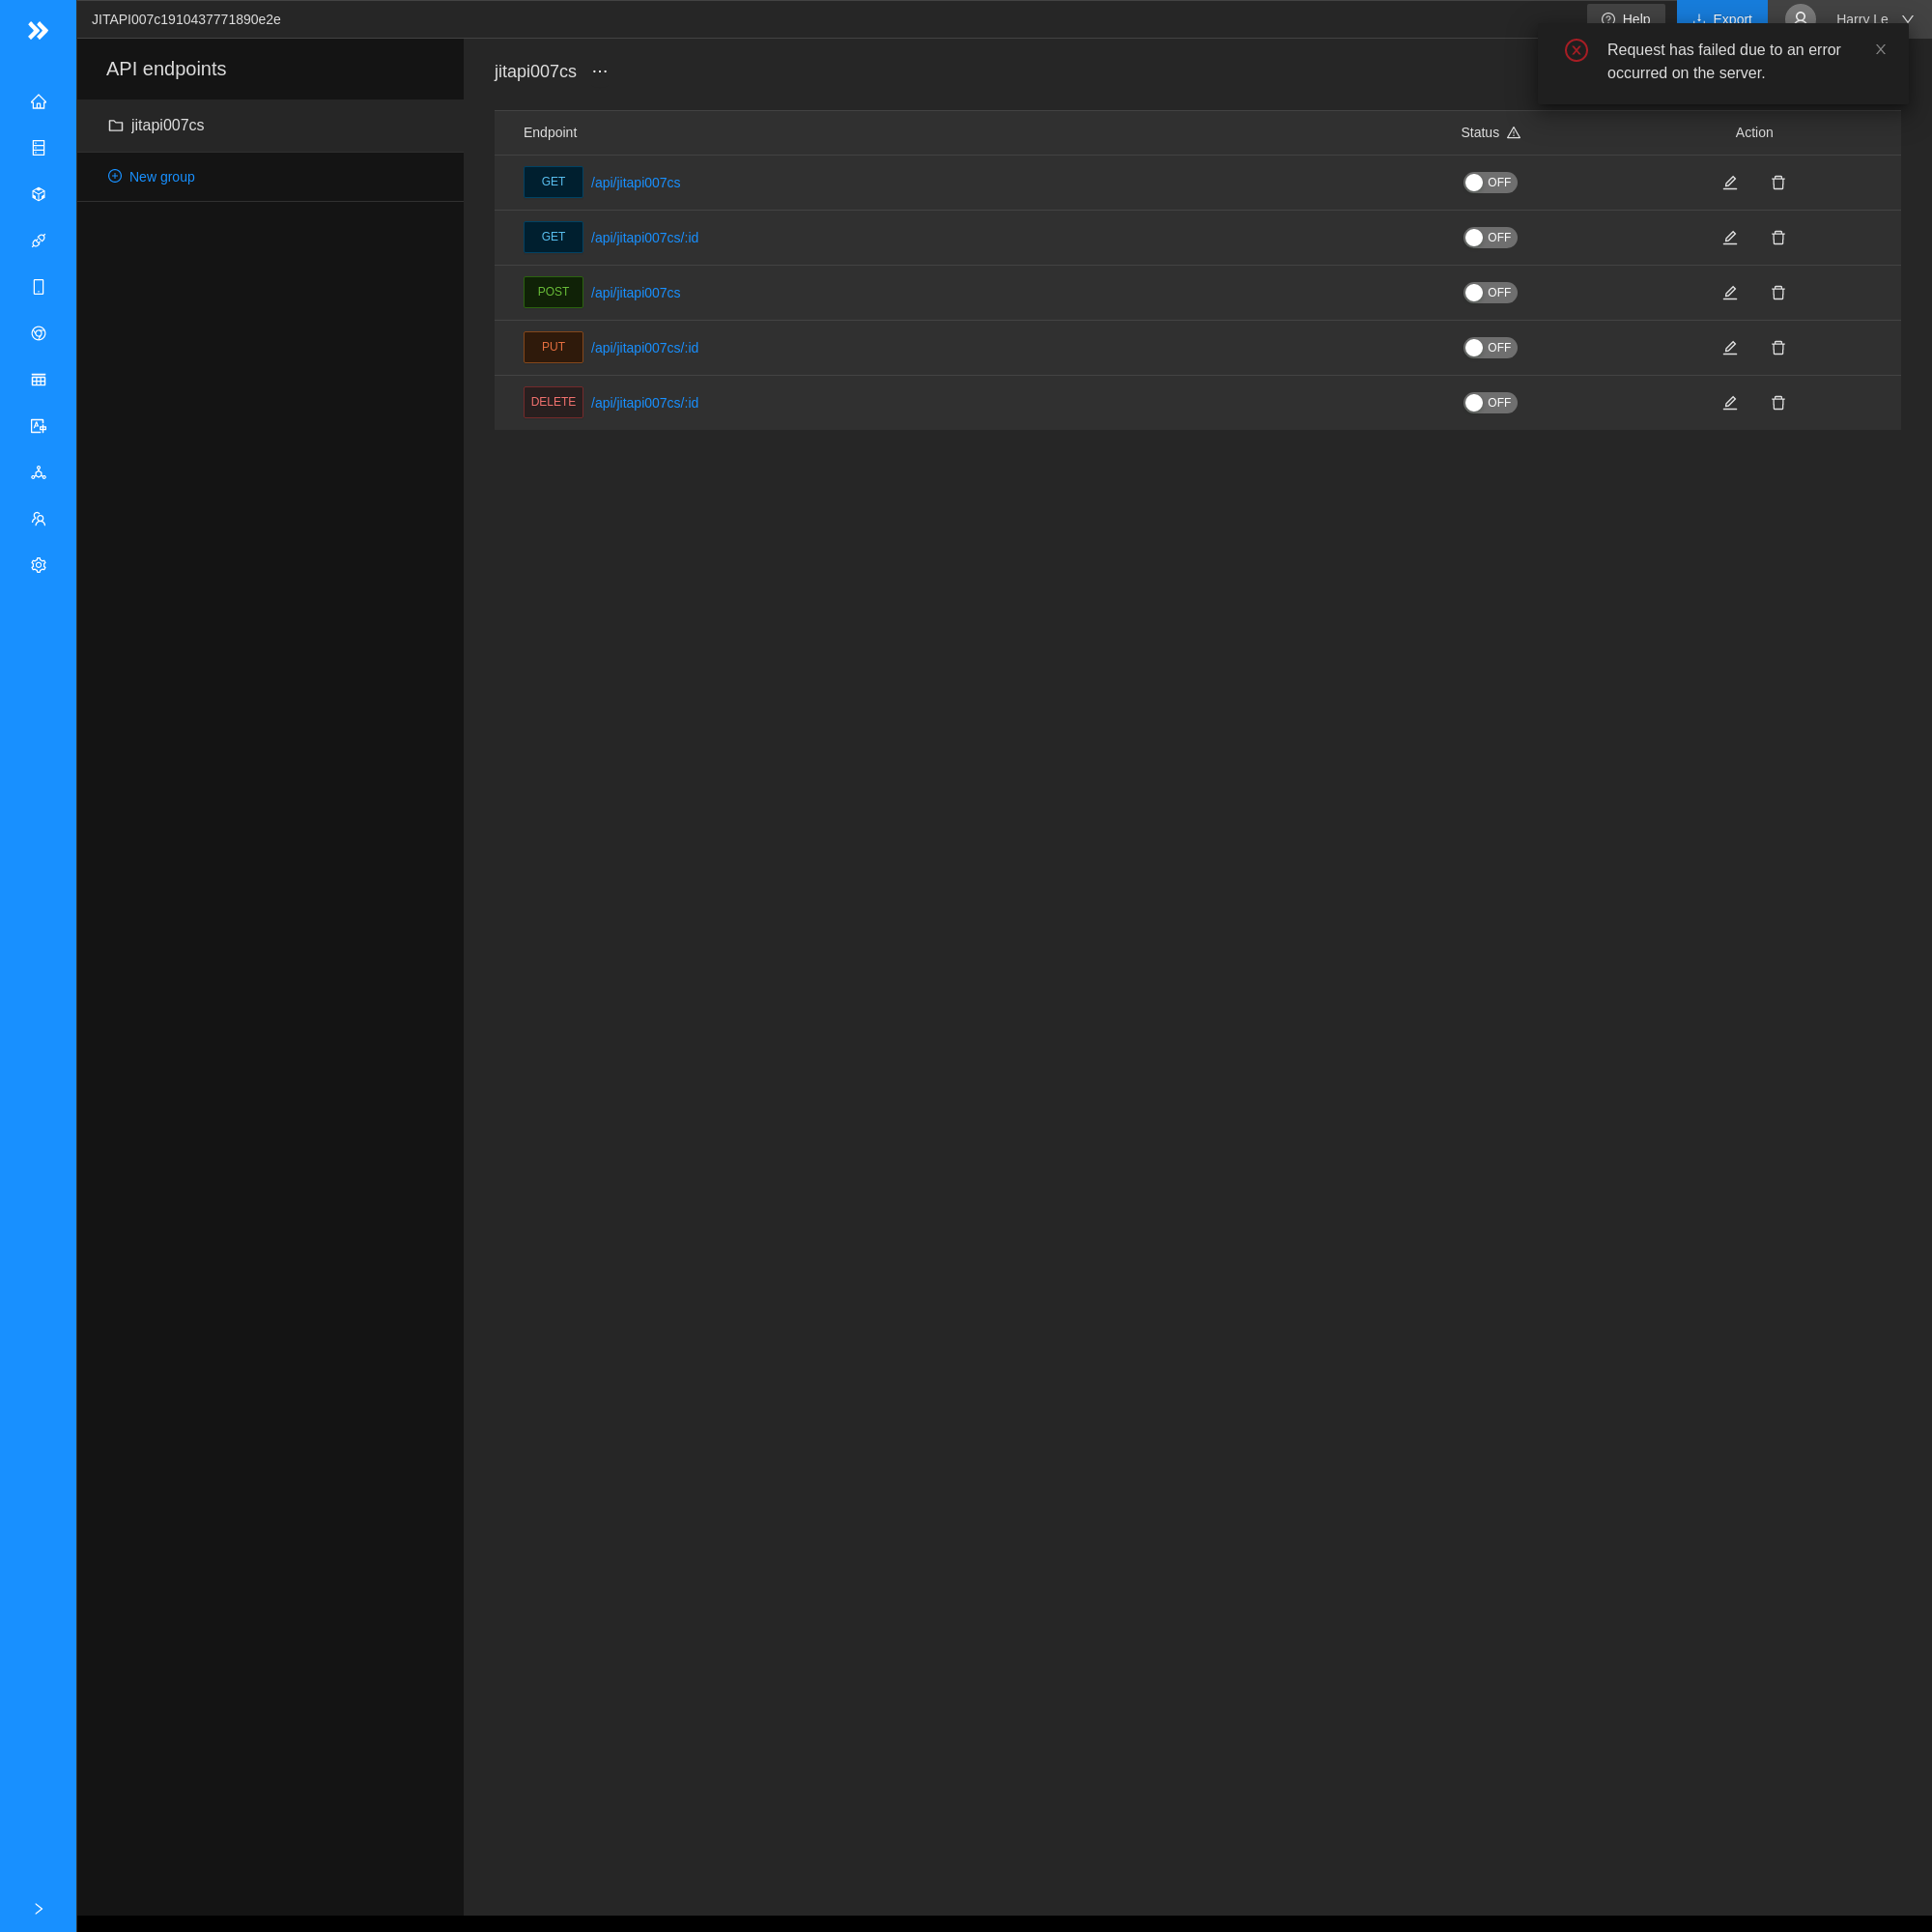 JITAPI007c1910437771890e2e
Help
Export
Harry Le
Request has failed due to an error
occurred on the server.
API endpoints
jitapi007cs
New group
jitapi007cs
Endpoint Status Action
GET /api/jitapi007cs OFF
GET /api/jitapi007cs/:id OFF
POST /api/jitapi007cs OFF
PUT /api/jitapi007cs/:id OFF
DELETE /api/jitapi007cs/:id OFF